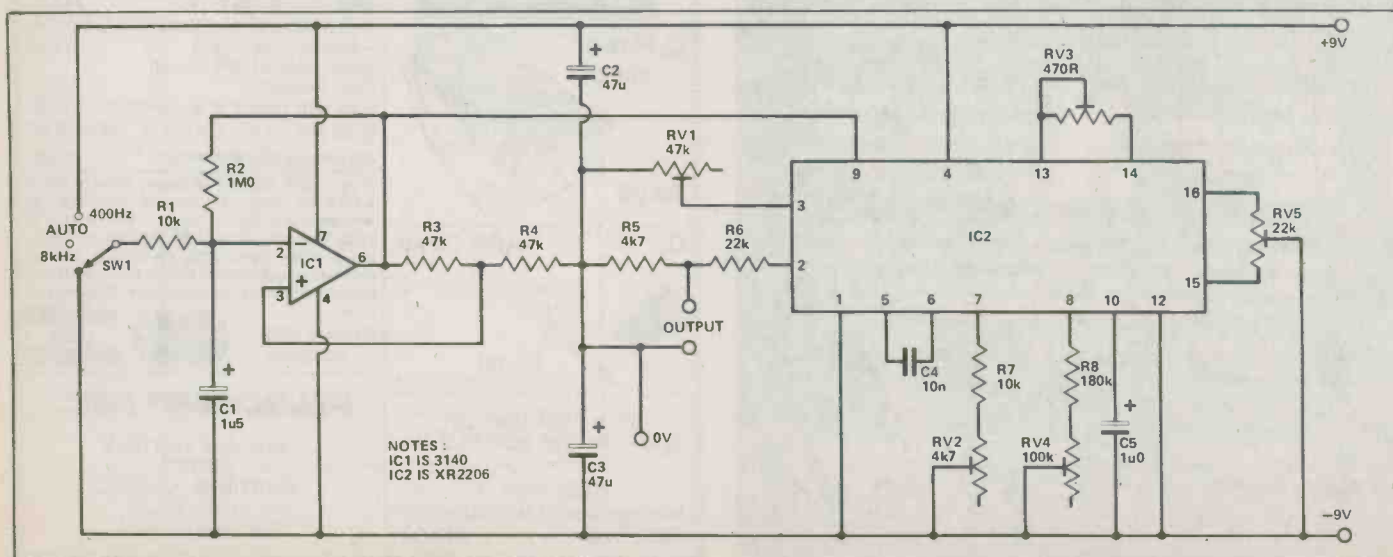 +9V
C2
47u
RV3
470R
RV1
47k
R2
1M0
9
4
13
14
400Hz
AUTO
8kHz
SW1
R1
10k
2
3
7
4
6
IC1
−
+
R3
47k
R4
47k
R5
4k7
R6
22k
3
2
IC2
16
15
RV5
22k
OUTPUT
1
5
6
7
8
10
12
C4
10n
R7
10k
R8
180k
C1
1u5
+
NOTES :
IC1 IS 3140
IC2 IS XR2206
C3
47u
+
0V
RV2
4k7
RV4
100k
C5
1u0
+
−9V